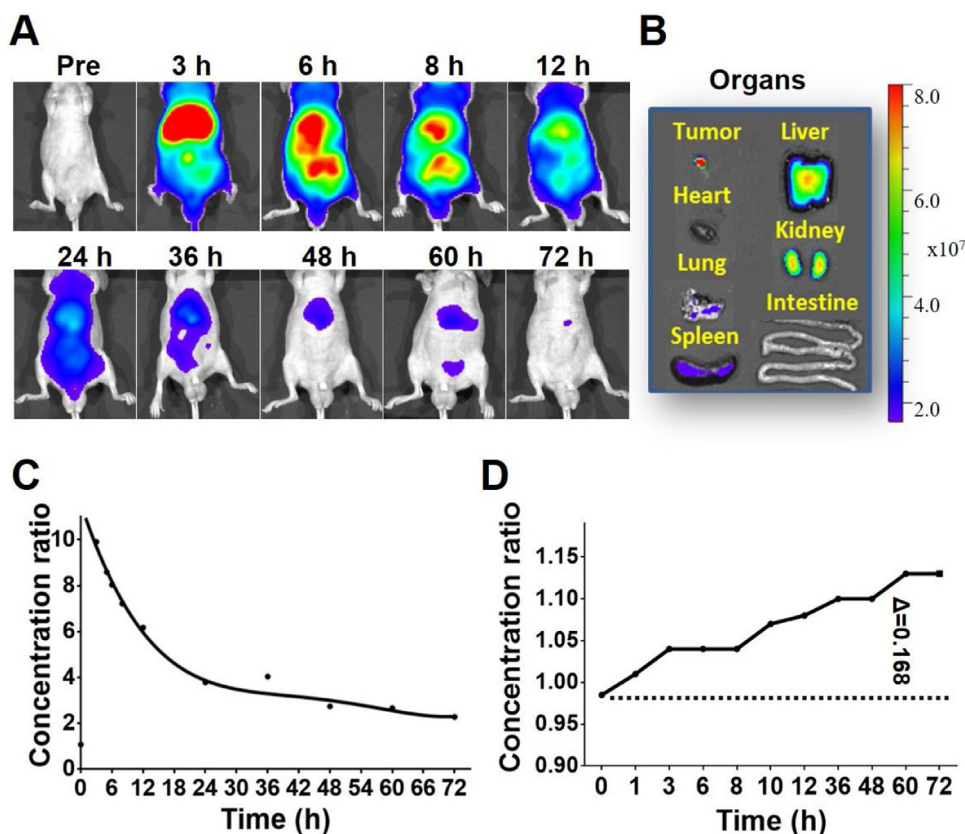 A
Pre 3 h 6 h 8 h 12 h
24 h 36 h 48 h 60 h 72 h
B
Organs
Tumor Liver
Heart
Kidney
Lung
Intestine
Spleen
8.0
6.0
x10⁷
4.0
2.0
C
Concentration ratio
10
8
6
4
2
0
0 6 12 18 24 30 36 42 48 54 60 66 72
Time (h)
D
Concentration ratio
1.15
1.10
1.05
1.00
0.95
0.90
Δ=0.168
0 1 3 6 8 10 12 36 48 60 72
Time (h)